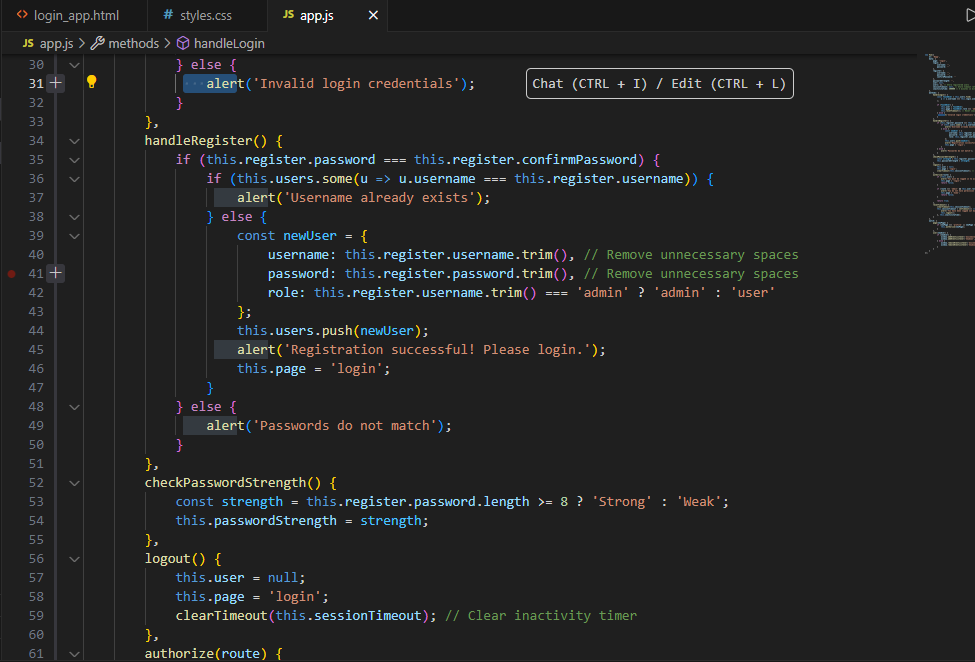 login_app.html
styles.css
JS app.js
JS app.js > methods > handleLogin
30 } else {
31 alert('Invalid login credentials');
Chat (CTRL + I) / Edit (CTRL + L)
32 }
33 },
34 handleRegister() {
35 if (this.register.password === this.register.confirmPassword) {
36 if (this.users.some(u => u.username === this.register.username)) {
37 alert('Username already exists');
38 } else {
39 const newUser = {
40 username: this.register.username.trim(), // Remove unnecessary spaces
41 password: this.register.password.trim(), // Remove unnecessary spaces
42 role: this.register.username.trim() === 'admin' ? 'admin' : 'user'
43 };
44 this.users.push(newUser);
45 alert('Registration successful! Please login.');
46 this.page = 'login';
47 }
48 } else {
49 alert('Passwords do not match');
50 }
51 },
52 checkPasswordStrength() {
53 const strength = this.register.password.length >= 8 ? 'Strong' : 'Weak';
54 this.passwordStrength = strength;
55 },
56 logout() {
57 this.user = null;
58 this.page = 'login';
59 clearTimeout(this.sessionTimeout); // Clear inactivity timer
60 },
61 authorize(route) {